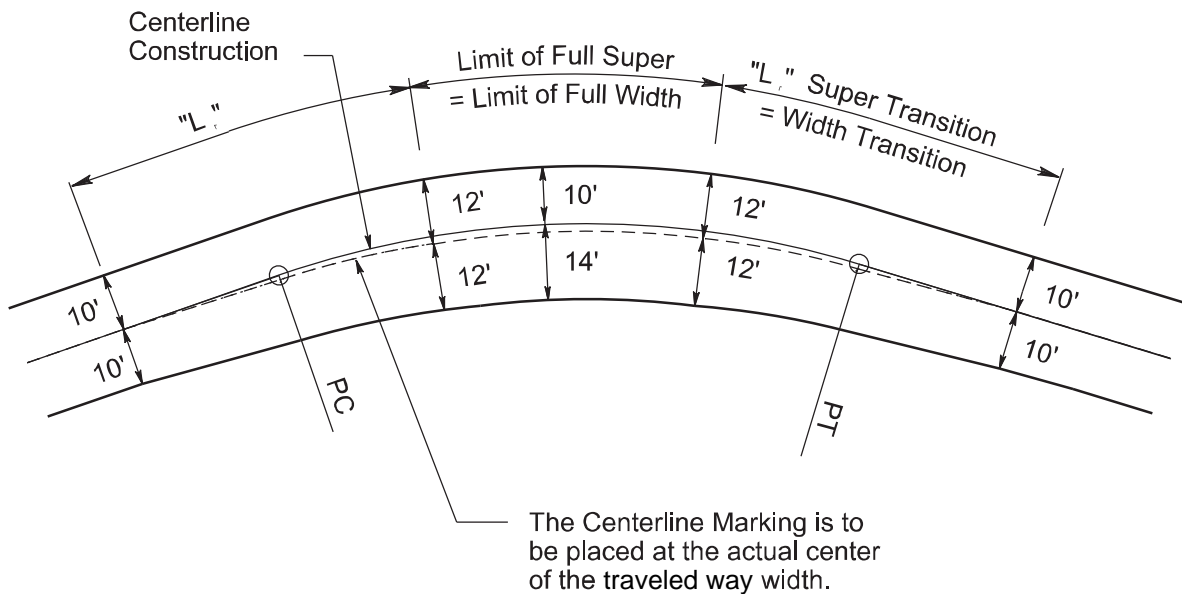 Centerline
Construction
"Lr"
Limit of Full Super
= Limit of Full Width
"Lr" Super Transition
= Width Transition
12'
10'
12'
12'
14'
12'
10'
10'
10'
10'
PC
PT
The Centerline Marking is to
be placed at the actual center
of the traveled way width.